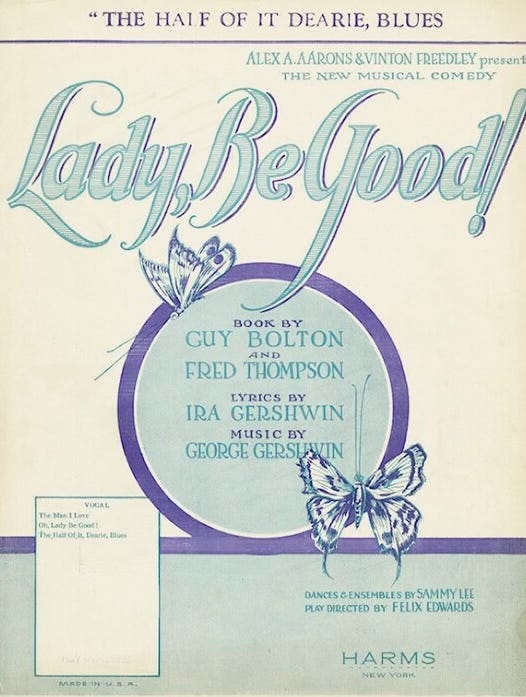 "THE HALF OF IT DEARIE, BLUES
ALEX A. AARONS & VINTON FREEDLEY present
THE NEW MUSICAL COMEDY
Lady, Be Good!
BOOK BY
GUY BOLTON
AND
FRED THOMPSON
LYRICS BY
IRA GERSHWIN
MUSIC BY
GEORGE GERSHWIN
VOCAL
The Man I Love
Oh, Lady Be Good!
The Half Of It, Dearie, Blues
DANCES & ENSEMBLES BY SAMMY LEE
PLAY DIRECTED BY FELIX EDWARDS
HARMS
NEW YORK
MADE IN U.S.A.